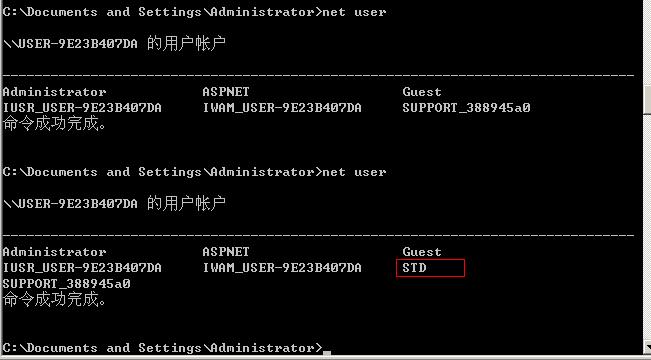 C:\Documents and Settings\Administrator>net user
\\USER-9E23B407DA 的用户帐户
-------------------------------------------------------------------------------
Administrator ASPNET Guest
IUSR_USER-9E23B407DA IWAM_USER-9E23B407DA SUPPORT_388945a0
命令成功完成。
C:\Documents and Settings\Administrator>net user
\\USER-9E23B407DA 的用户帐户
-------------------------------------------------------------------------------
Administrator ASPNET Guest
IUSR_USER-9E23B407DA IWAM_USER-9E23B407DA STD
SUPPORT_388945a0
命令成功完成。
C:\Documents and Settings\Administrator>_